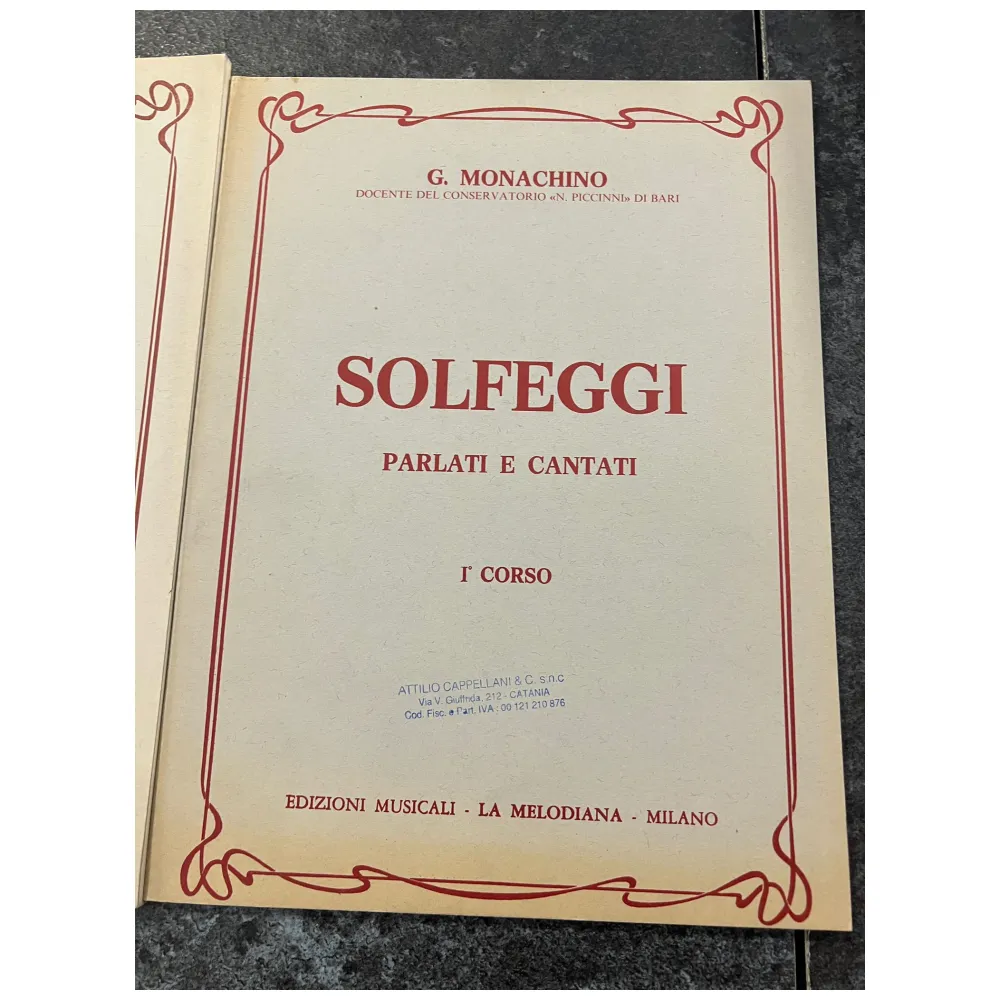 G. MONACHINO
DOCENTE DEL CONSERVATORIO «N. PICCINNI» DI BARI
SOLFEGGI
PARLATI E CANTATI
I° CORSO
ATTILIO CAPPELLANI & C. s.n.c
Via V. Giuffrida, 212 - CATANIA
Cod. Fisc. e Part. IVA : 00 121 210 876
EDIZIONI MUSICALI - LA MELODIANA - MILANO